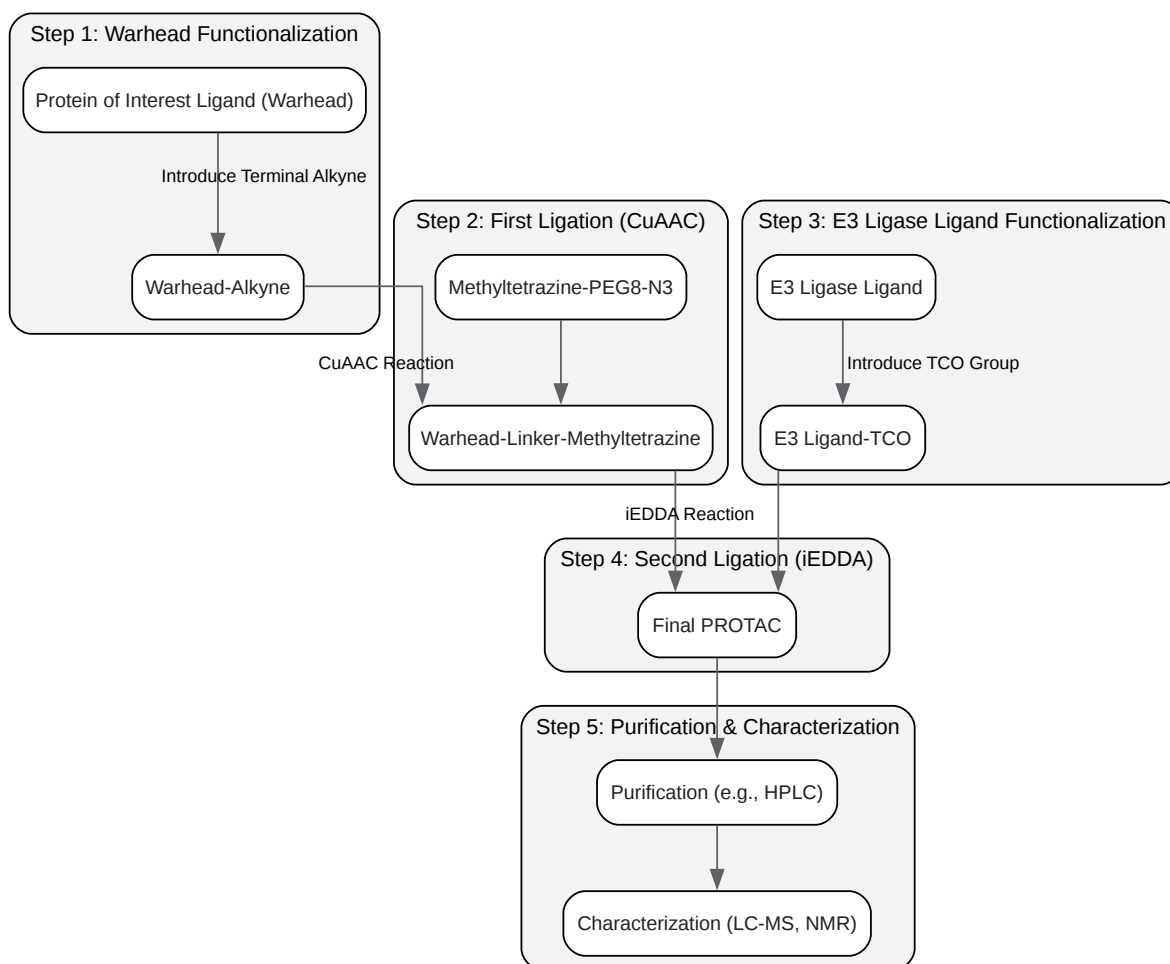 Step 1: Warhead Functionalization
Protein of Interest Ligand (Warhead)
Introduce Terminal Alkyne
Warhead-Alkyne
Step 2: First Ligation (CuAAC)
Methyltetrazine-PEG8-N3
CuAAC Reaction
Warhead-Linker-Methyltetrazine
Step 3: E3 Ligase Ligand Functionalization
E3 Ligase Ligand
Introduce TCO Group
E3 Ligand-TCO
iEDDA Reaction
Step 4: Second Ligation (iEDDA)
Final PROTAC
Step 5: Purification & Characterization
Purification (e.g., HPLC)
Characterization (LC-MS, NMR)